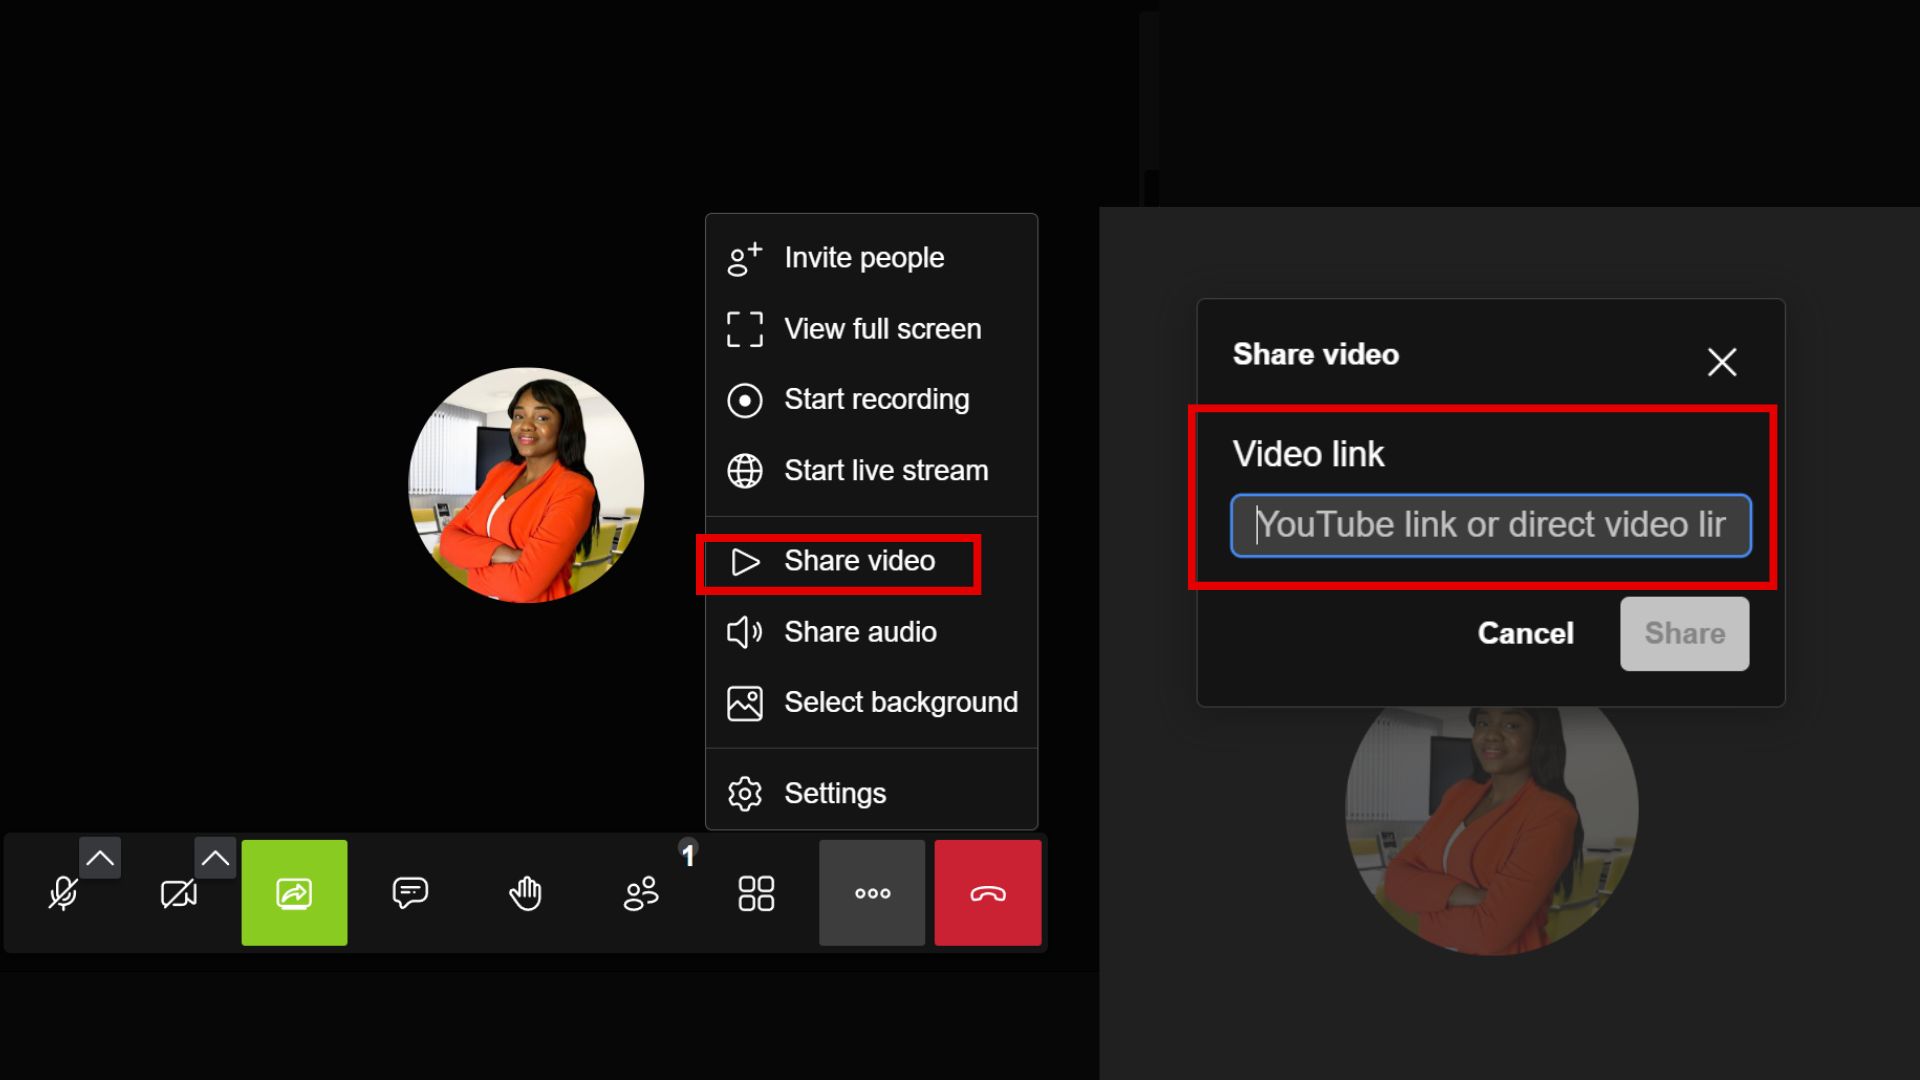 Invite people
View full screen
Start recording
Start live stream
Share video
Share audio
Select background
Settings
1
Share video
Video link
YouTube link or direct video lir
Cancel
Share